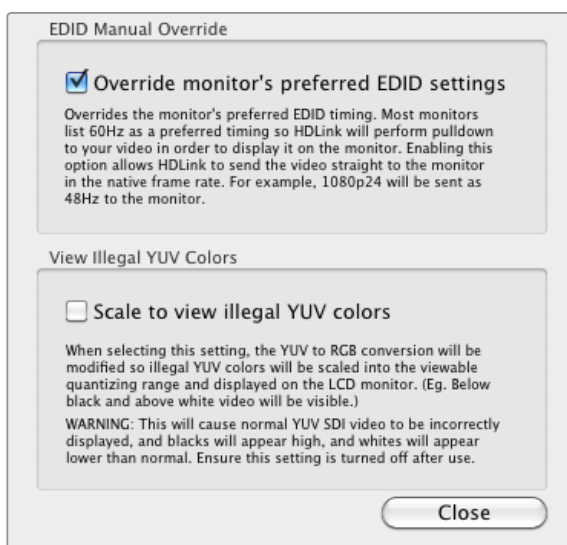 EDID Manual Override
Override monitor's preferred EDID settings
Overrides the monitor's preferred EDID timing. Most monitors
list 60Hz as a preferred timing so HDLink will perform pulldown
to your video in order to display it on the monitor. Enabling this
option allows HDLink to send the video straight to the monitor
in the native frame rate. For example, 1080p24 will be sent as
48Hz to the monitor.
View Illegal YUV Colors
Scale to view illegal YUV colors
When selecting this setting, the YUV to RGB conversion will be
modified so illegal YUV colors will be scaled into the viewable
quantizing range and displayed on the LCD monitor. (Eg. Below
black and above white video will be visible.)
WARNING: This will cause normal YUV SDI video to be incorrectly
displayed, and blacks will appear high, and whites will appear
lower than normal. Ensure this setting is turned off after use.
Close